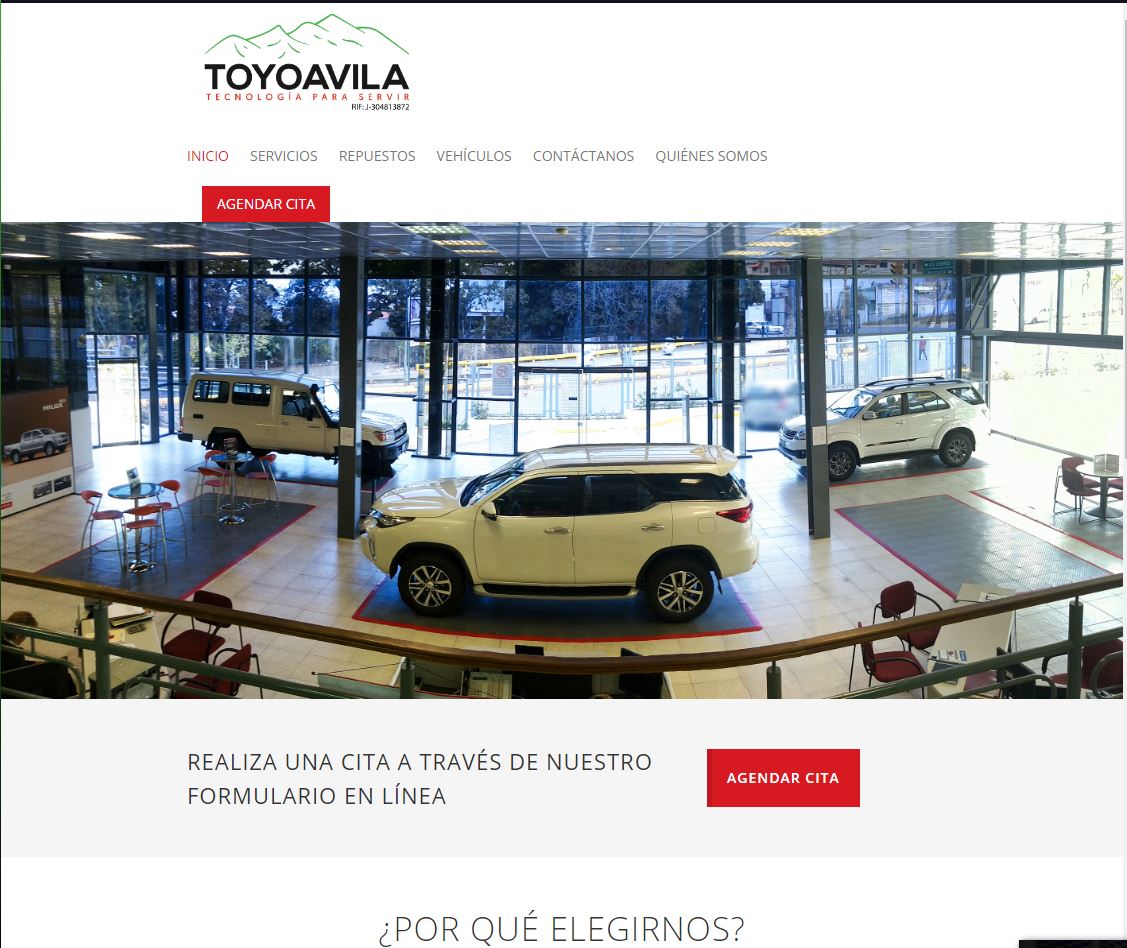 TOYOAVILA
TECNOLOGÍA PARA SERVIR
RIF: J-304813872
INICIO SERVICIOS REPUESTOS VEHÍCULOS CONTÁCTANOS QUIÉNES SOMOS
AGENDAR CITA
HILUX
REALIZA UNA CITA A TRAVÉS DE NUESTRO
FORMULARIO EN LÍNEA
AGENDAR CITA
¿POR QUÉ ELEGIRNOS?